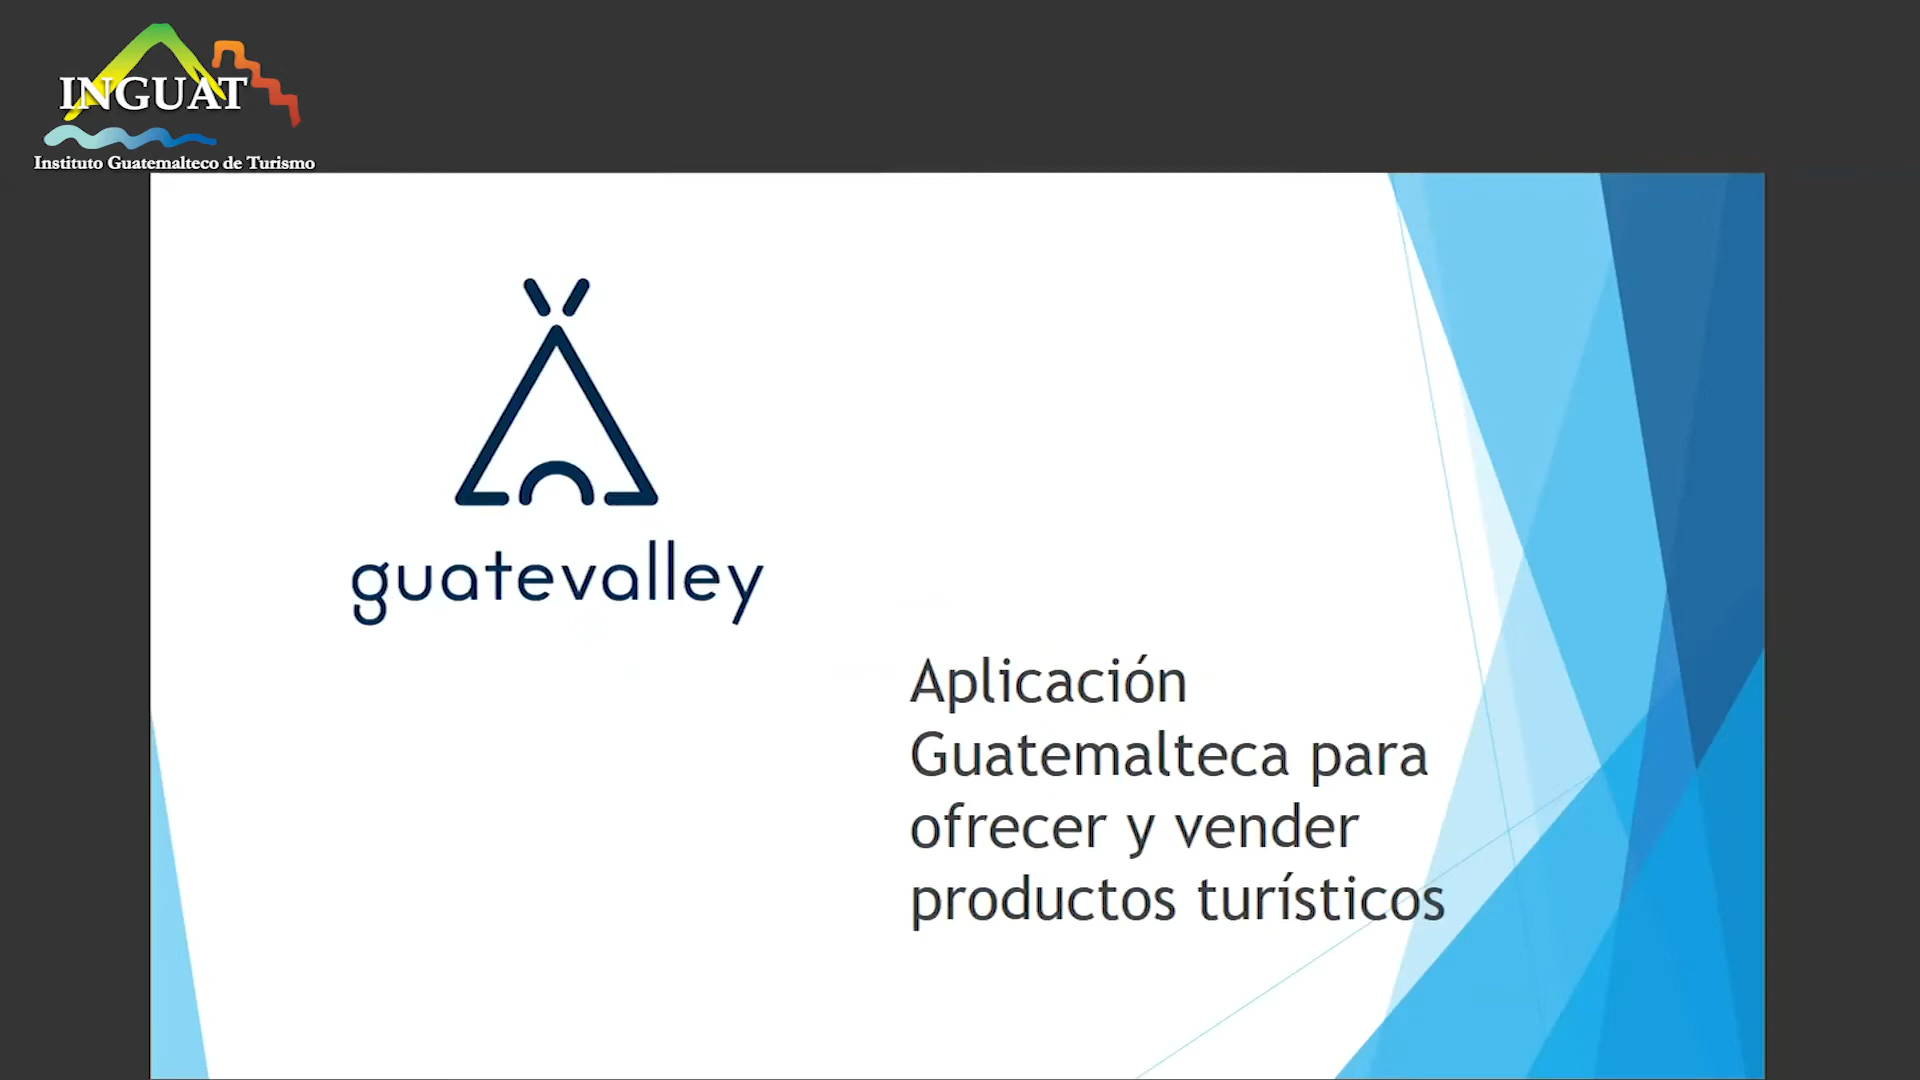 INGUAT
Instituto Guatemalteco de Turismo
guatevalley
Aplicación
Guatemalteca para
ofrecer y vender
productos turísticos